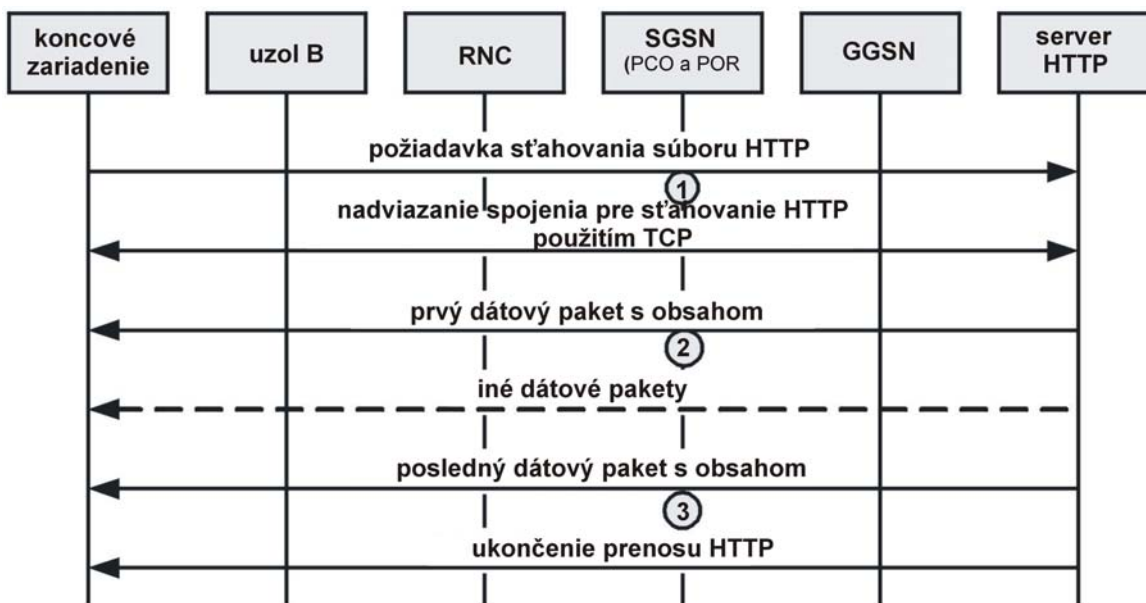 koncové
zariadenie
uzol B
RNC
SGSN
(PCO a POR
GGSN
server
HTTP
požiadavka sťahovania súboru HTTP
1
nadviazanie spojenia pre sťahovanie HTTP
použitím TCP
prvý dátový paket s obsahom
2
iné dátové pakety
posledný dátový paket s obsahom
3
ukončenie prenosu HTTP